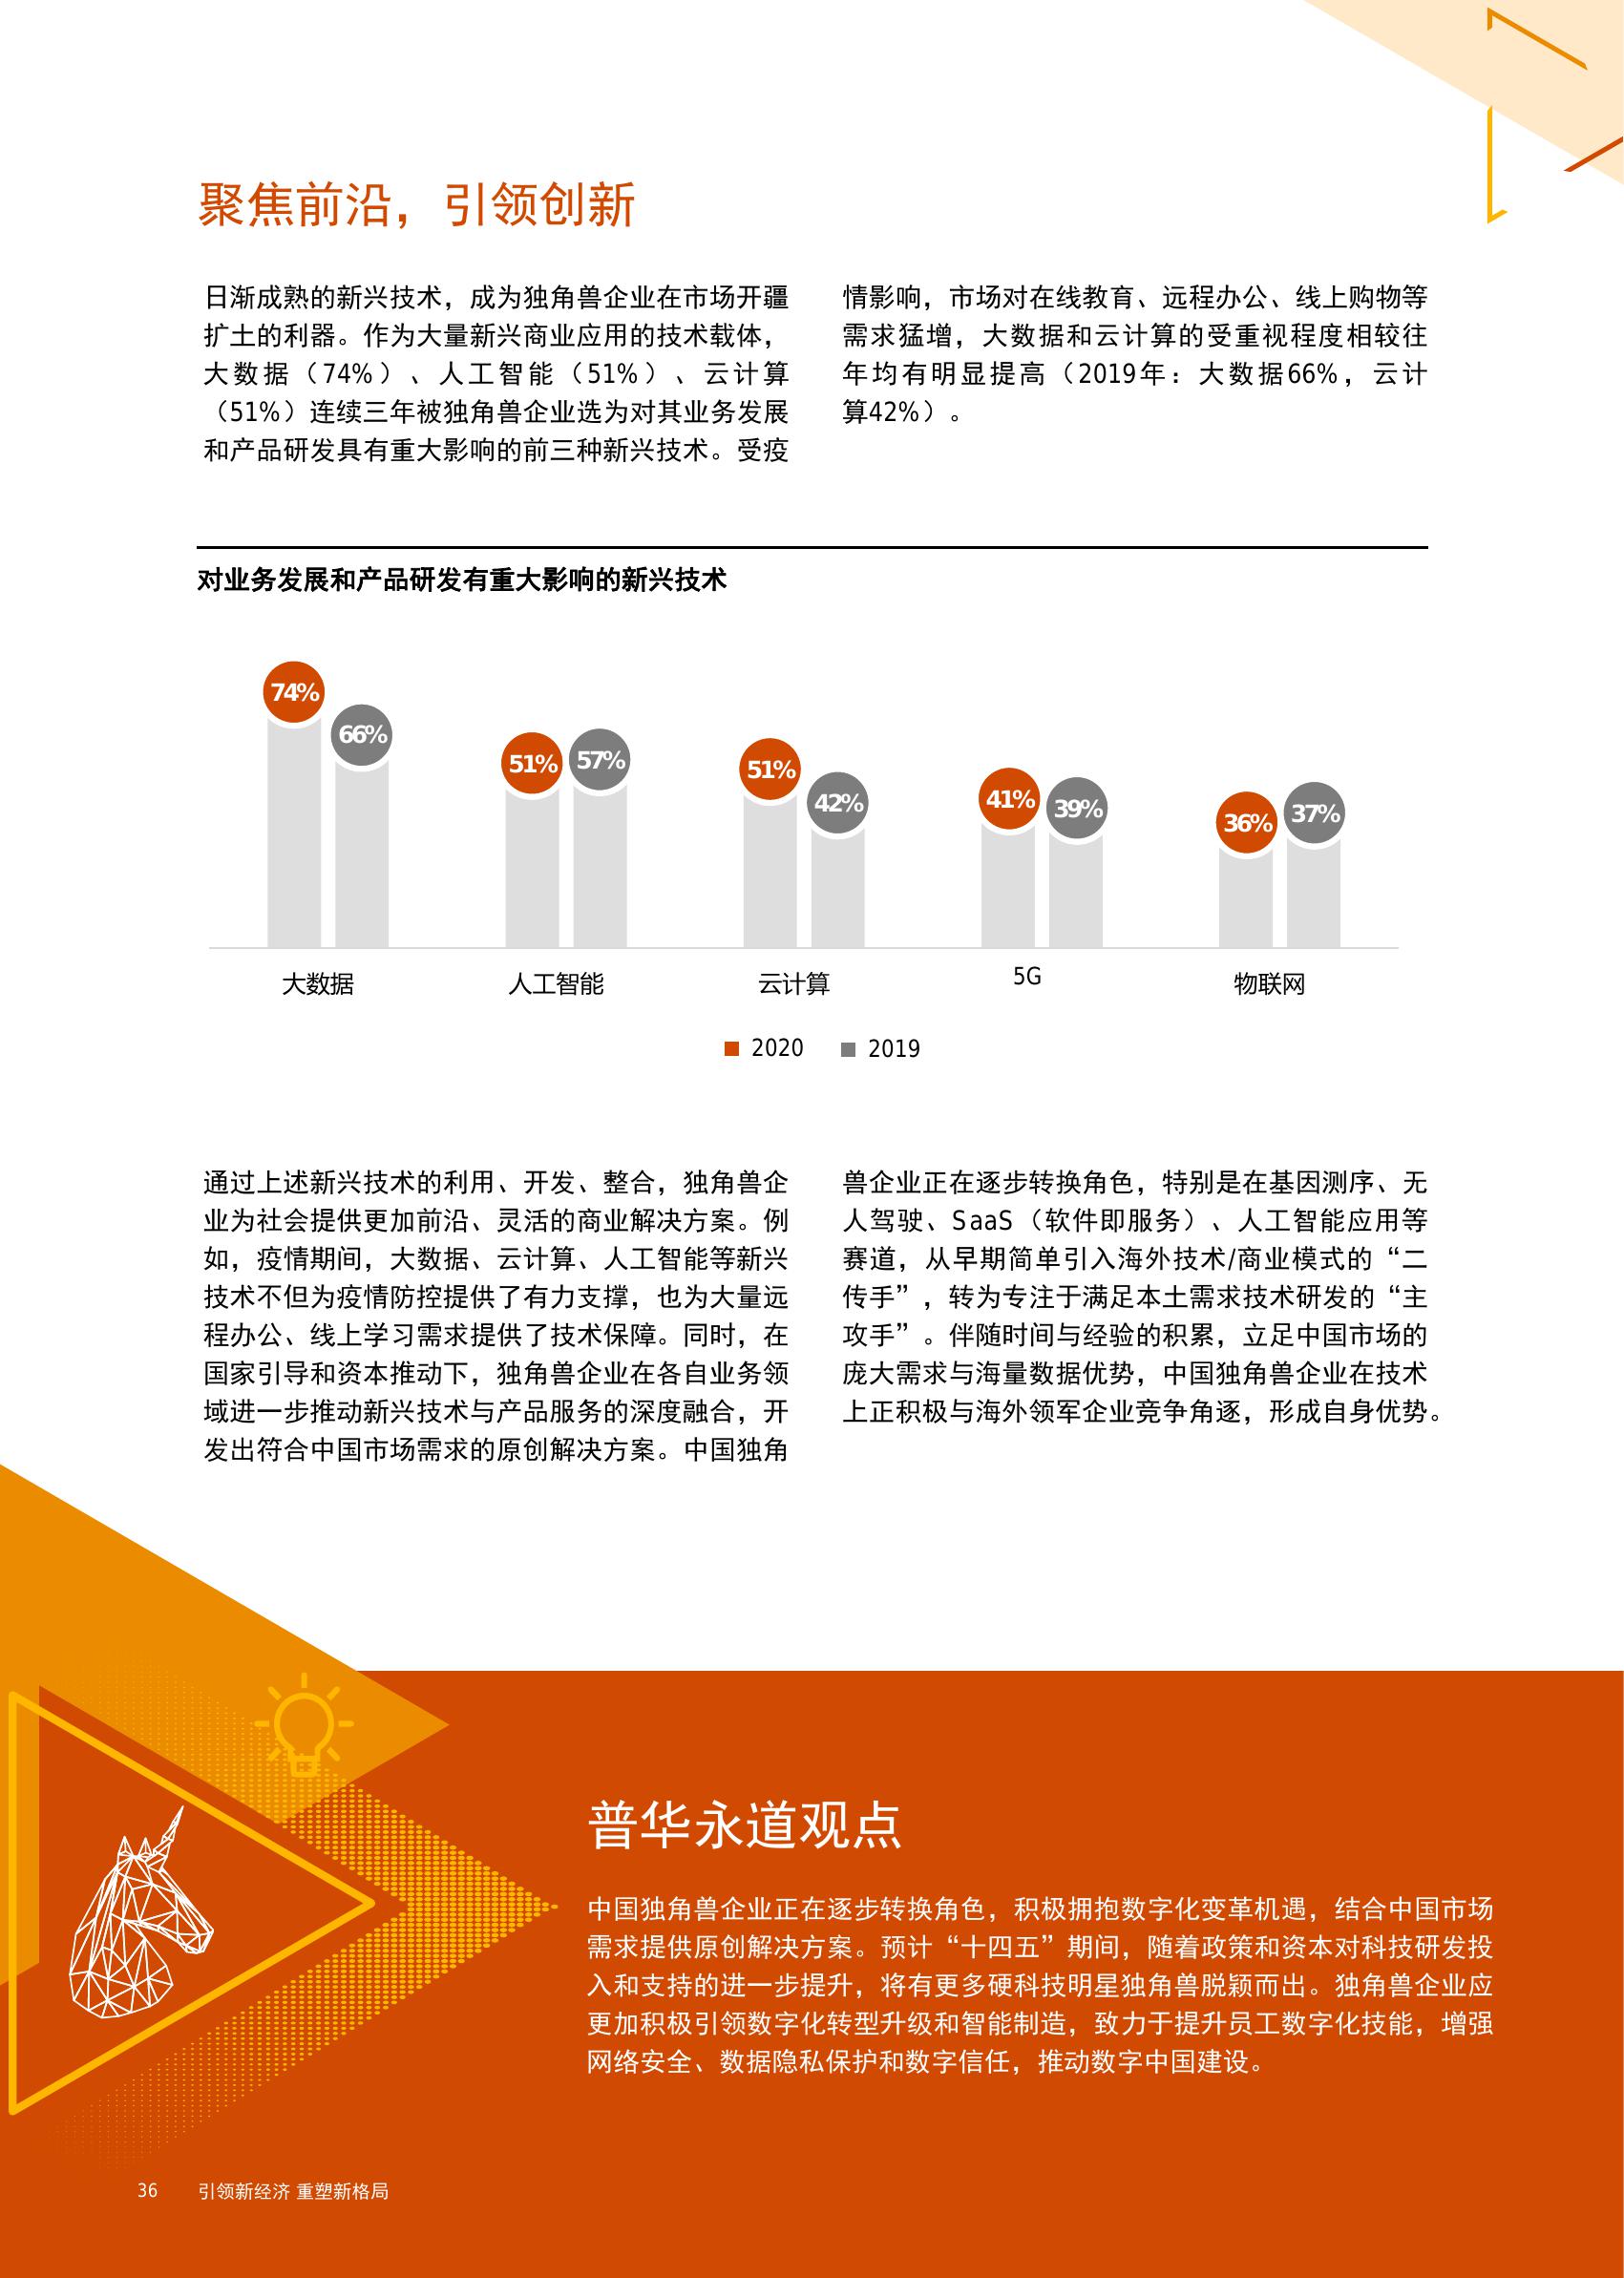 聚焦前沿，引领创新
日渐成熟的新兴技术，成为独角兽企业在市场开疆
扩土的利器。作为大量新兴商业应用的技术载体，
大数据（74%）、人工智能（51%）、云计算
（51%）连续三年被独角兽企业选为对其业务发展
和产品研发具有重大影响的前三种新兴技术。受疫
情影响，市场对在线教育、远程办公、线上购物等
需求猛增，大数据和云计算的受重视程度相较往
年均有明显提高（2019年：大数据66%，云计
算42%）。
对业务发展和产品研发有重大影响的新兴技术
74%
66%
51%
57%
51%
42%
41%
39%
36%
37%
大数据
人工智能
云计算
5G
物联网
2020
2019
通过上述新兴技术的利用、开发、整合，独角兽企
业为社会提供更加前沿、灵活的商业解决方案。例
如，疫情期间，大数据、云计算、人工智能等新兴
技术不但为疫情防控提供了有力支撑，也为大量远
程办公、线上学习需求提供了技术保障。同时，在
国家引导和资本推动下，独角兽企业在各自业务领
域进一步推动新兴技术与产品服务的深度融合，开
发出符合中国市场需求的原创解决方案。中国独角
兽企业正在逐步转换角色，特别是在基因测序、无
人驾驶、SaaS（软件即服务）、人工智能应用等
赛道，从早期简单引入海外技术/商业模式的“二
传手”，转为专注于满足本土需求技术研发的“主
攻手”。伴随时间与经验的积累，立足中国市场的
庞大需求与海量数据优势，中国独角兽企业在技术
上正积极与海外领军企业竞争角逐，形成自身优势。
普华永道观点
中国独角兽企业正在逐步转换角色，积极拥抱数字化变革机遇，结合中国市场
需求提供原创解决方案。预计“十四五”期间，随着政策和资本对科技研发投
入和支持的进一步提升，将有更多硬科技明星独角兽脱颖而出。独角兽企业应
更加积极引领数字化转型升级和智能制造，致力于提升员工数字化技能，增强
网络安全、数据隐私保护和数字信任，推动数字中国建设。
36 引领新经济 重塑新格局